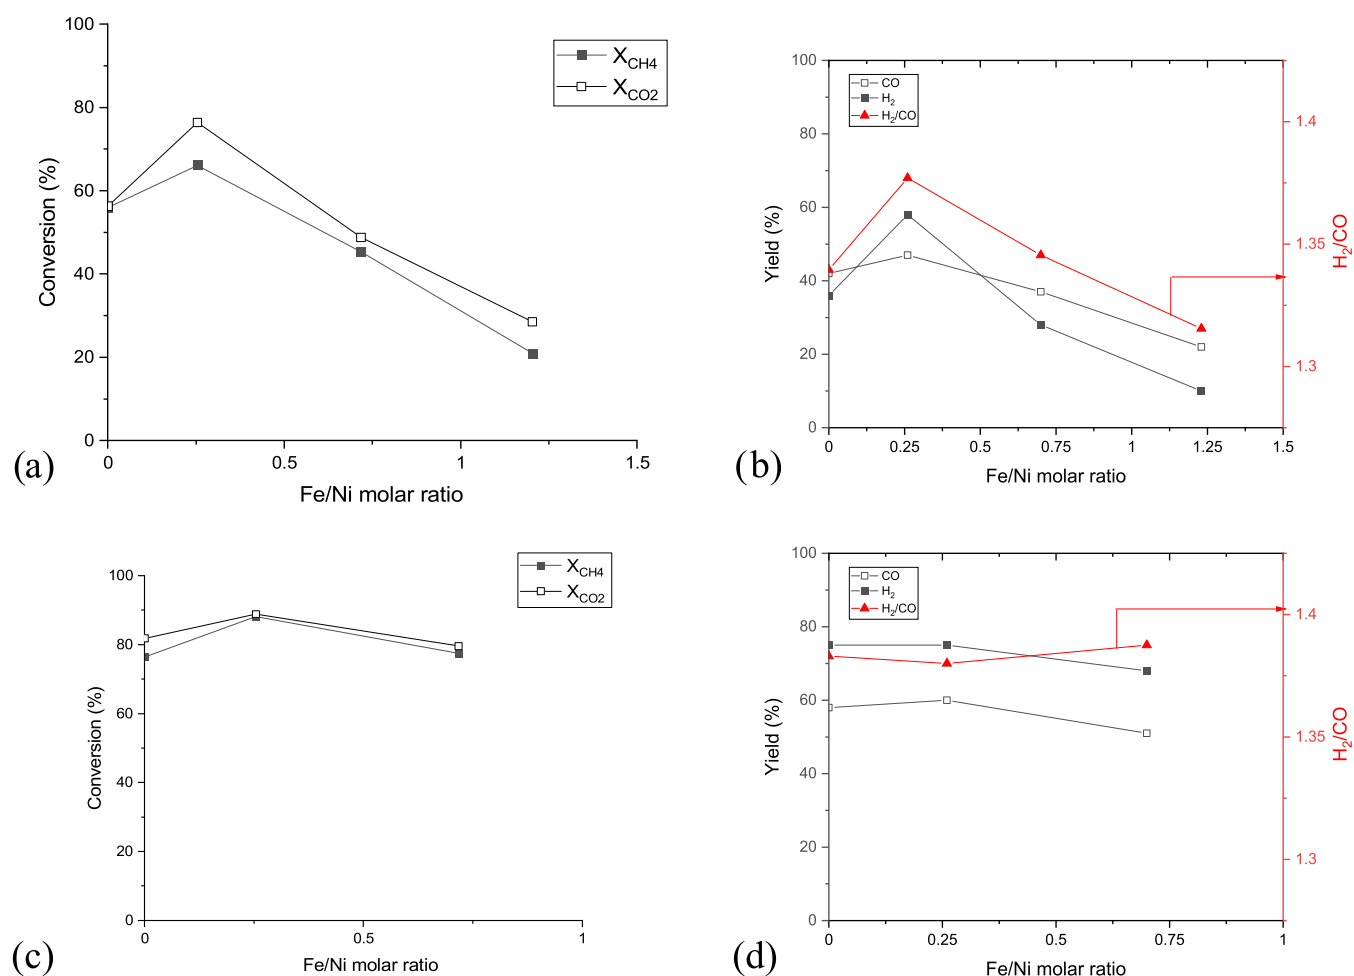 100
80
60
40
20
0
Conversion (%)
X_CH4
X_CO2
0
0.5
1
1.5
Fe/Ni molar ratio
(a)
100
80
60
40
20
0
Yield (%)
CO
H₂
H₂/CO
1.4
1.35
1.3
H₂/CO
0
0.25
0.5
0.75
1
1.25
1.5
Fe/Ni molar ratio
(b)
100
80
60
40
20
0
Conversion (%)
X_CH4
X_CO2
0
0.5
1
Fe/Ni molar ratio
(c)
100
80
60
40
20
0
Yield (%)
CO
H₂
H₂/CO
1.4
1.35
1.3
H₂/CO
0
0.25
0.5
0.75
1
Fe/Ni molar ratio
(d)